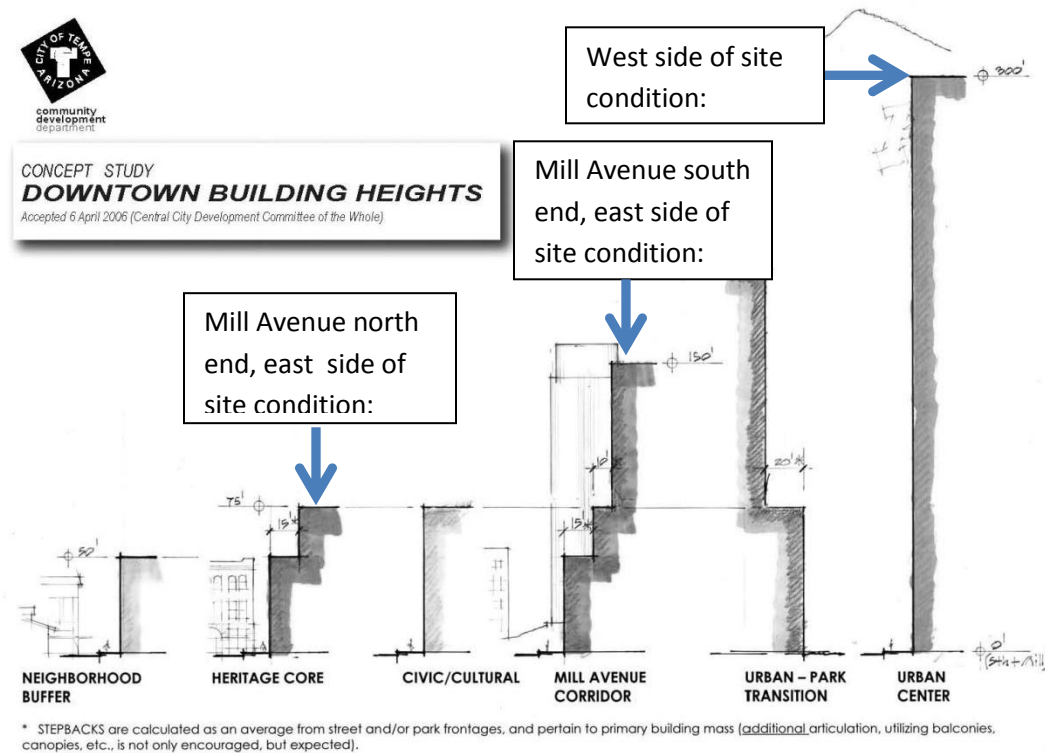 CITY OF TEMPE
ARIZONA
community
development
department
CONCEPT STUDY
DOWNTOWN BUILDING HEIGHTS
Accepted 6 April 2006 (Central City Development Committee of the Whole)
West side of site
condition:
300'
Mill Avenue south
end, east side of
site condition:
Mill Avenue north
end, east side of
site condition:
150'
10'
20'*
75'
15'*
15'*
50'
0'
(5th + Mill)
NEIGHBORHOOD
BUFFER
HERITAGE CORE
CIVIC/CULTURAL
MILL AVENUE
CORRIDOR
URBAN – PARK
TRANSITION
URBAN
CENTER
* STEPBACKS are calculated as an average from street and/or park frontages, and pertain to primary building mass (additional articulation, utilizing balconies,
canopies, etc., is not only encouraged, but expected).